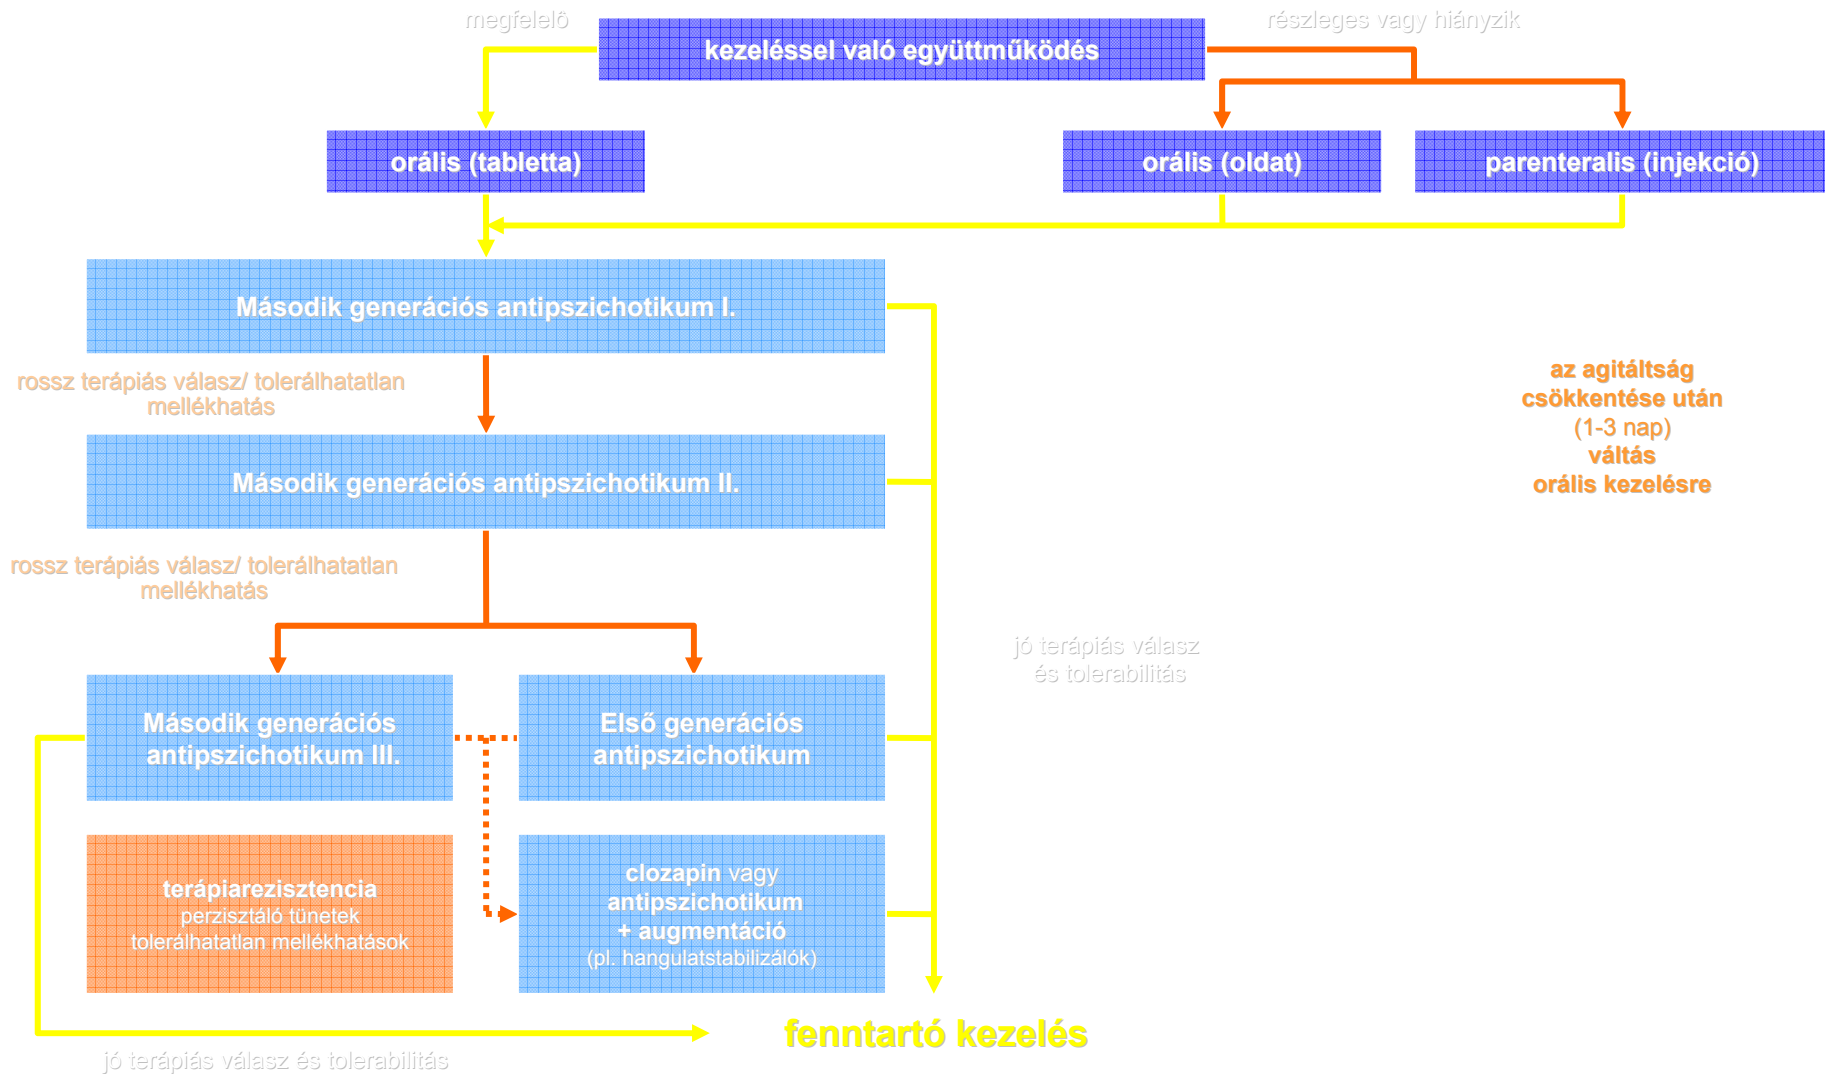 megfelelő
részleges vagy hiányzik
kezeléssel való együttműködés
orális (tabletta)
orális (oldat)
parenteralis (injekció)
Második generációs antipszichotikum I.
rossz terápiás válasz/ tolerálhatatlan
mellékhatás
az agitáltság
csökkentése után
(1-3 nap)
váltás
orális kezelésre
Második generációs antipszichotikum II.
rossz terápiás válasz/ tolerálhatatlan
mellékhatás
jó terápiás válasz
és tolerabilitás
Második generációs
antipszichotikum III.
Első generációs
antipszichotikum
terápiarezisztencia
perzisztáló tünetek
tolerálhatatlan mellékhatások
clozapin vagy
antipszichotikum
+ augmentáció
(pl. hangulatstabilizálók)
fenntartó kezelés
jó terápiás válasz és tolerabilitás